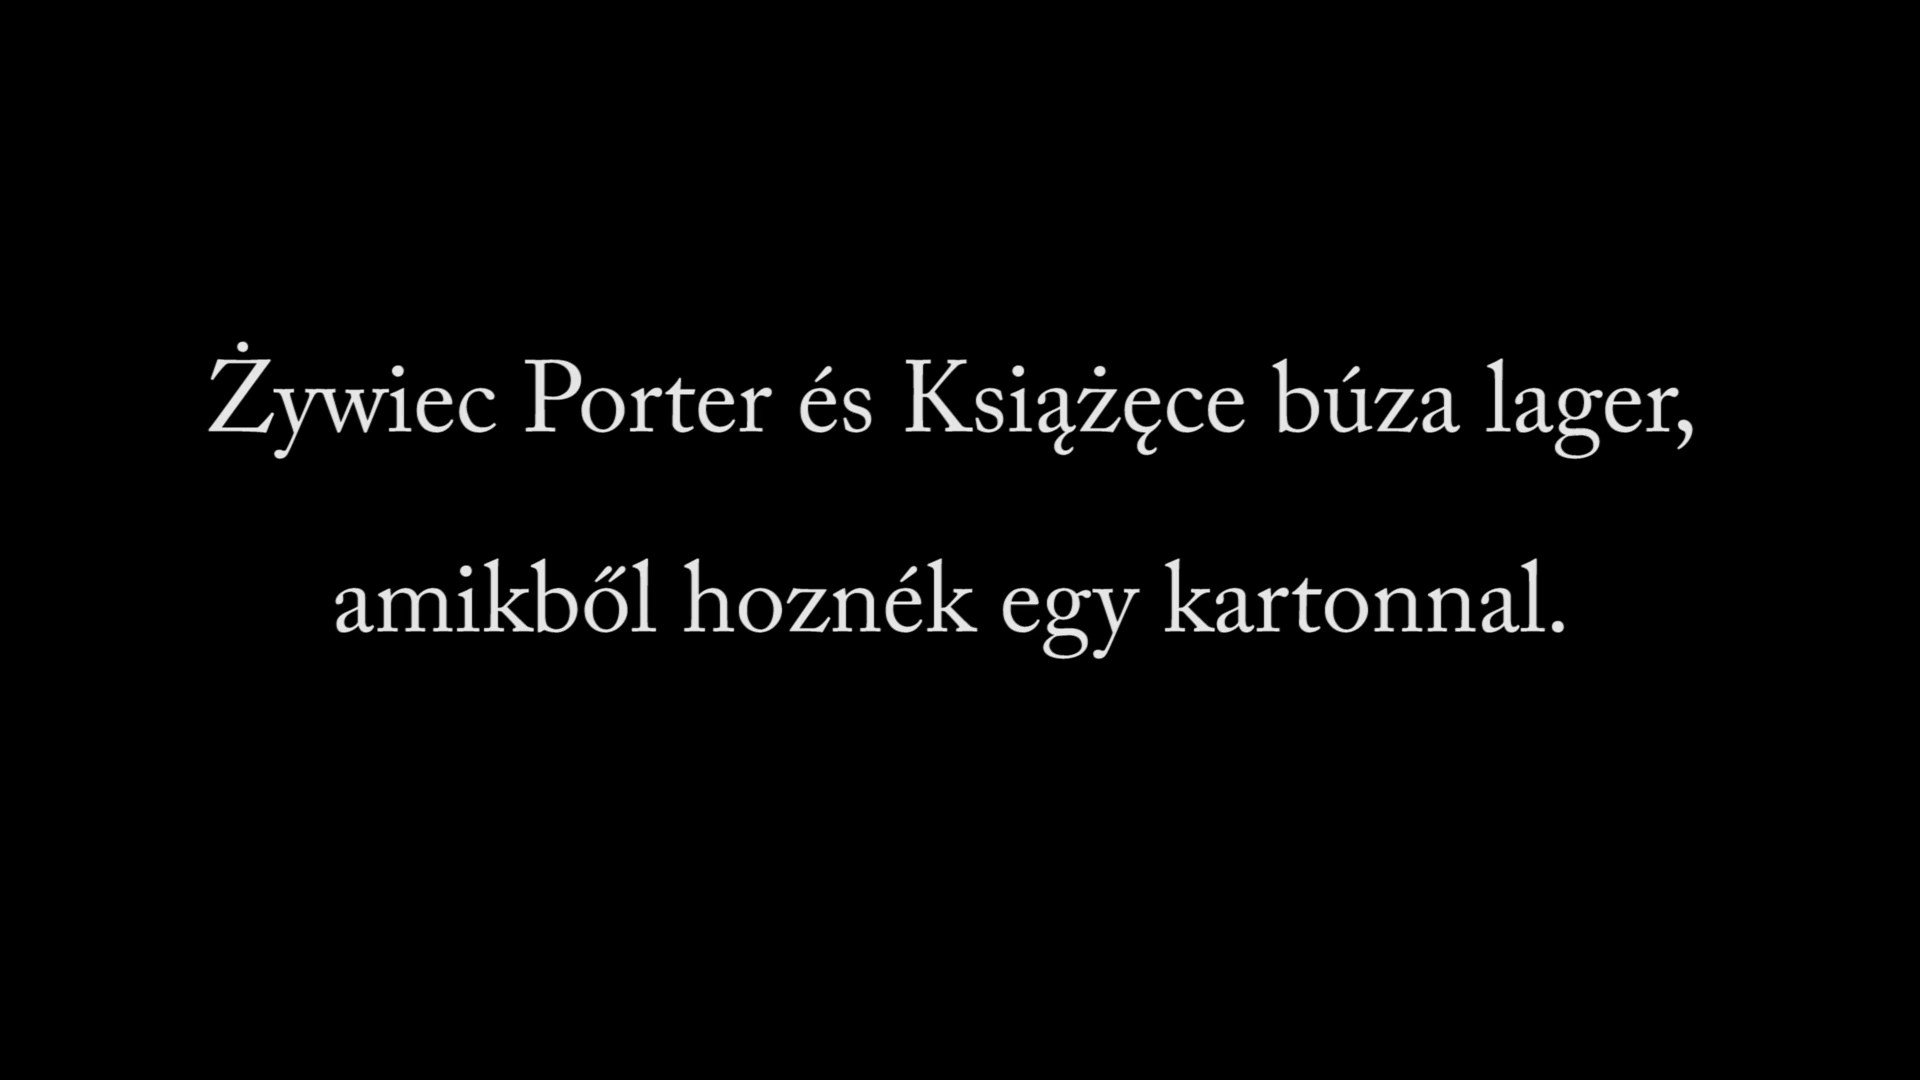 Żywiec Porter és Książęce búza lager,
amikből hoznék egy kartonnal.